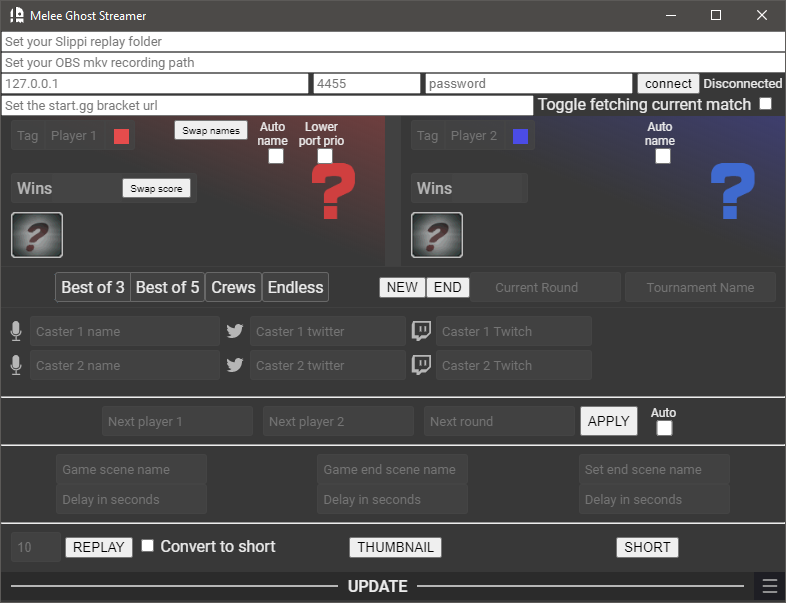 Melee Ghost Streamer
Set your Slippi replay folder
Set your OBS mkv recording path
127.0.0.1 4455 password connect Disconnected
Set the start.gg bracket url Toggle fetching current match
Tag Player 1 Swap names Auto name Lower port prio
Tag Player 2 Auto name
Wins Swap score
Wins
?
?
?
?
Best of 3 Best of 5 Crews Endless NEW END Current Round Tournament Name
Caster 1 name Caster 1 twitter Caster 1 Twitch
Caster 2 name Caster 2 twitter Caster 2 Twitch
Next player 1 Next player 2 Next round APPLY Auto
Game scene name Game end scene name Set end scene name
Delay in seconds Delay in seconds Delay in seconds
10 REPLAY Convert to short THUMBNAIL SHORT
UPDATE